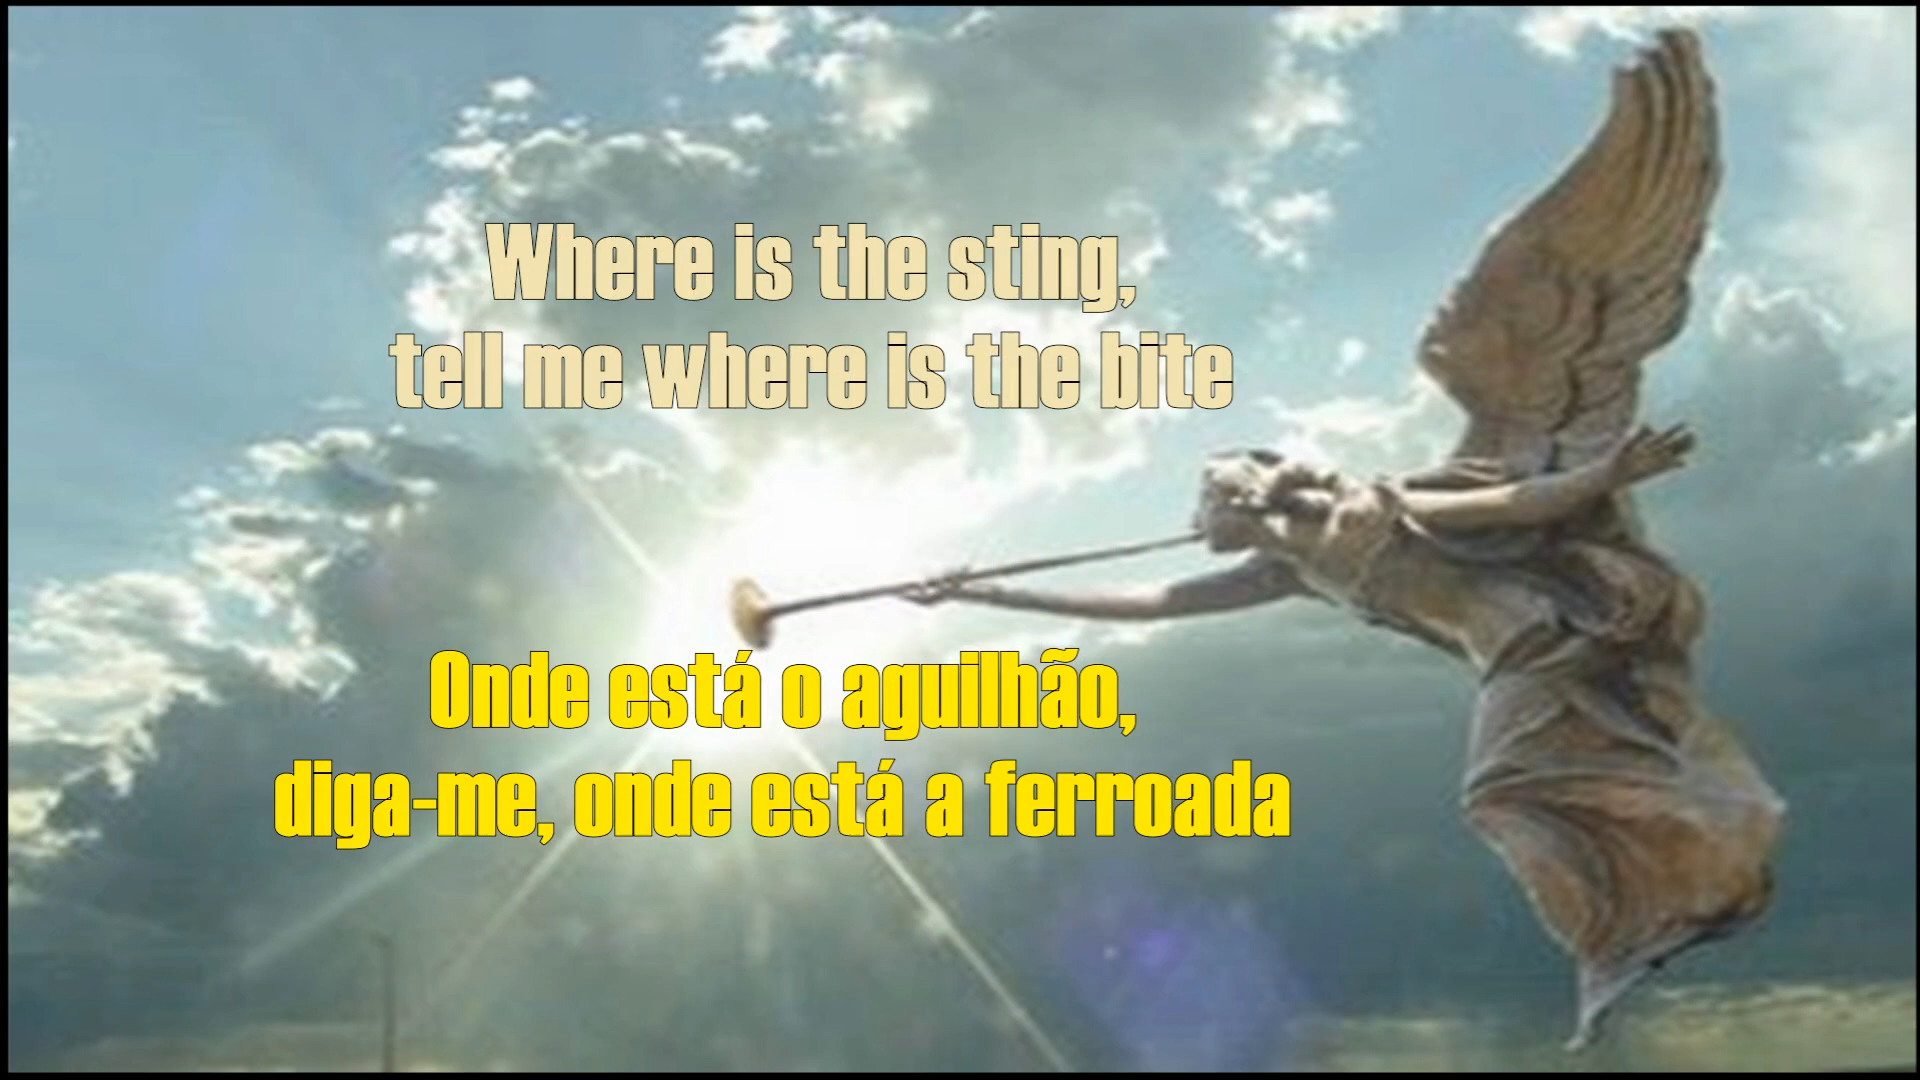 Where is the sting,
tell me where is the bite
Onde está o aguilhão,
diga-me, onde está a ferroada